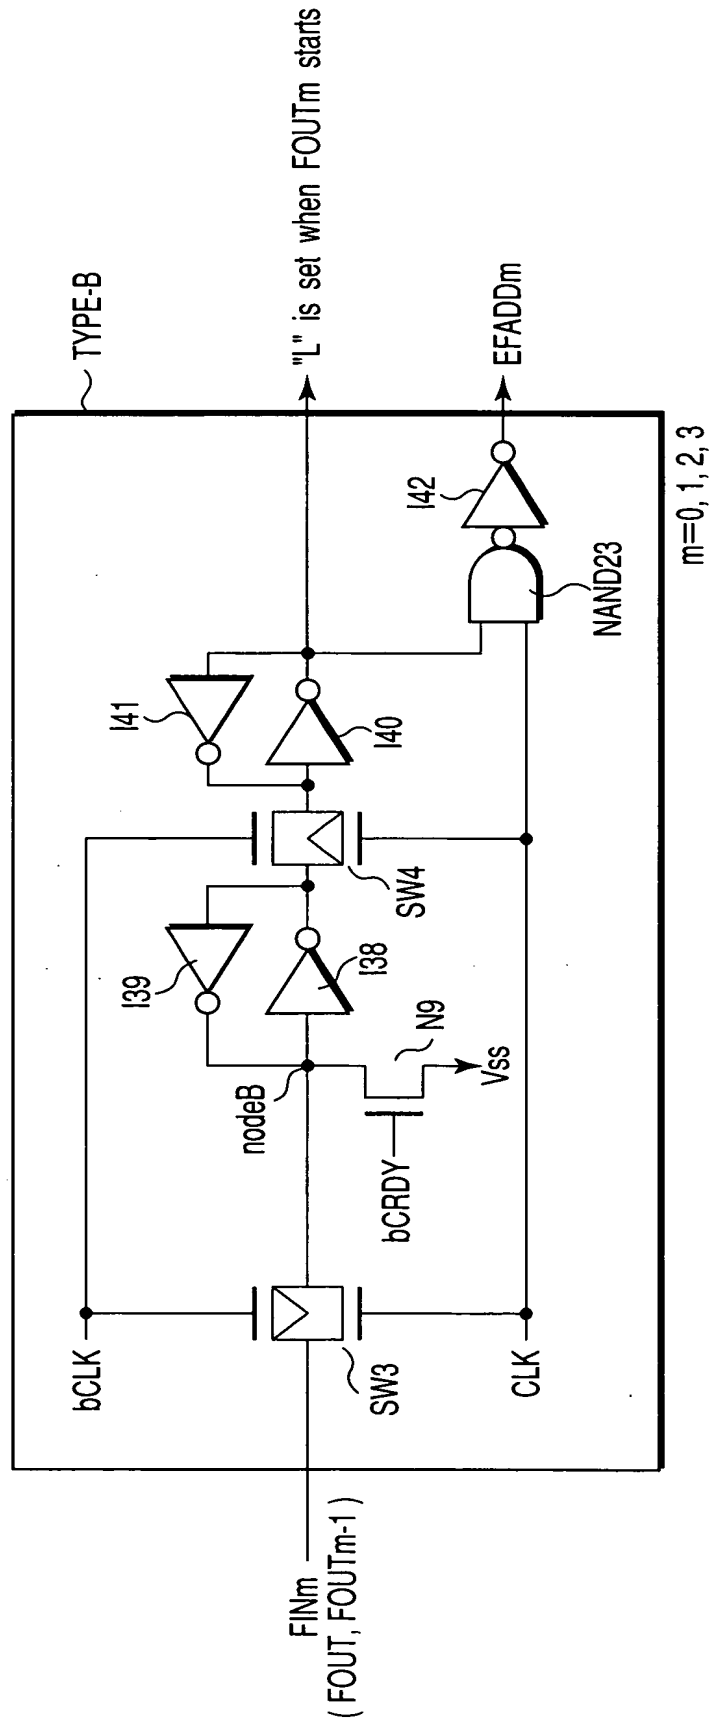 TYPE-B
bCLK
I41
I39
"L" is set when FOUTm starts
I40
I38
SW4
nodeB
I42
EFADDm
N9
bCRDY
Vss
NAND23
SW3
CLK
FINm
( FOUT, FOUTm-1 )
m=0, 1, 2, 3